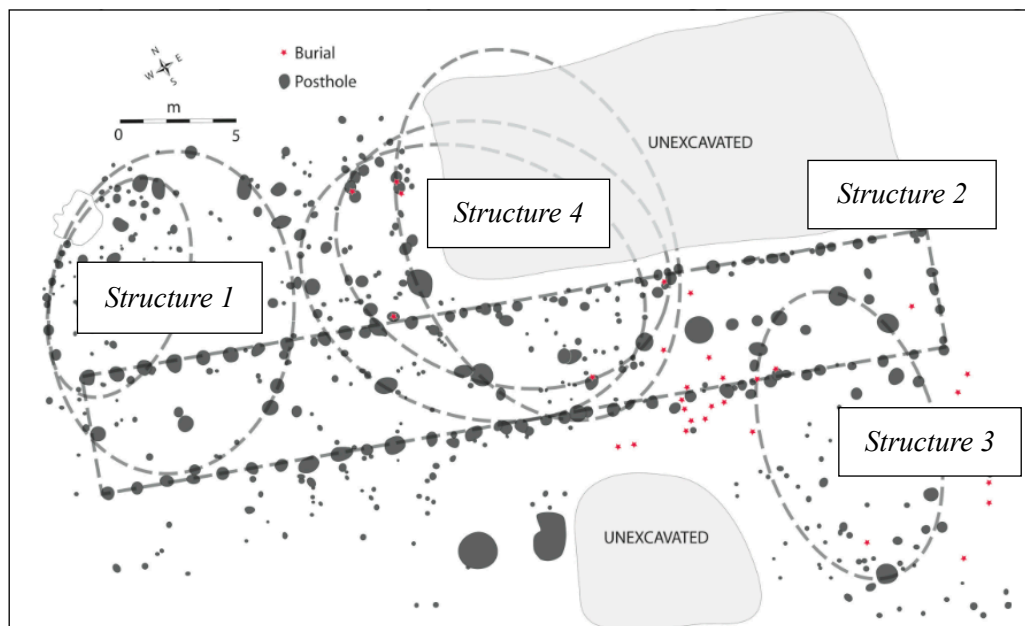 N
W E
S
Burial
Posthole
m
0 5
UNEXCAVATED
Structure 2
Structure 4
Structure 1
Structure 3
UNEXCAVATED